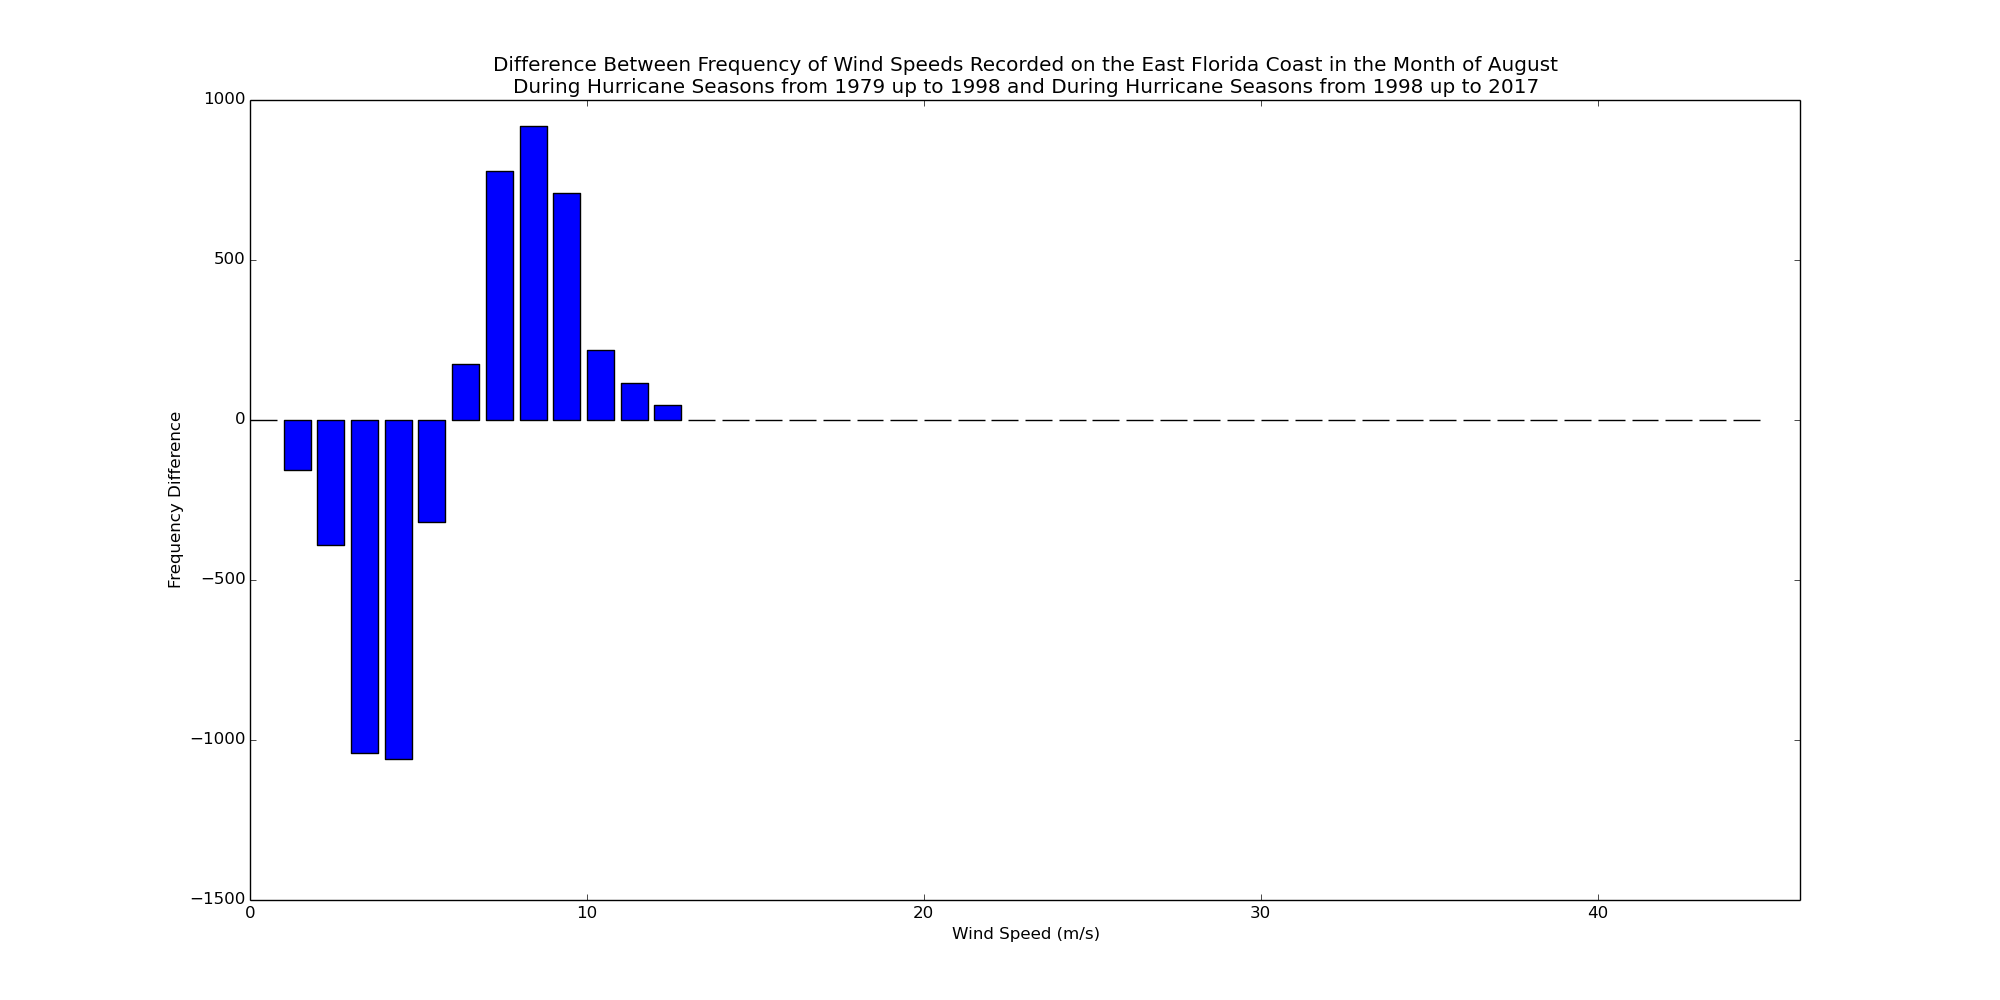 Difference Between Frequency of Wind Speeds Recorded on the East Florida Coast in the Month of August
During Hurricane Seasons from 1979 up to 1998 and During Hurricane Seasons from 1998 up to 2017
1000
500
0
−500
−1000
−1500
Frequency Difference
0 10 20 30 40
Wind Speed (m/s)